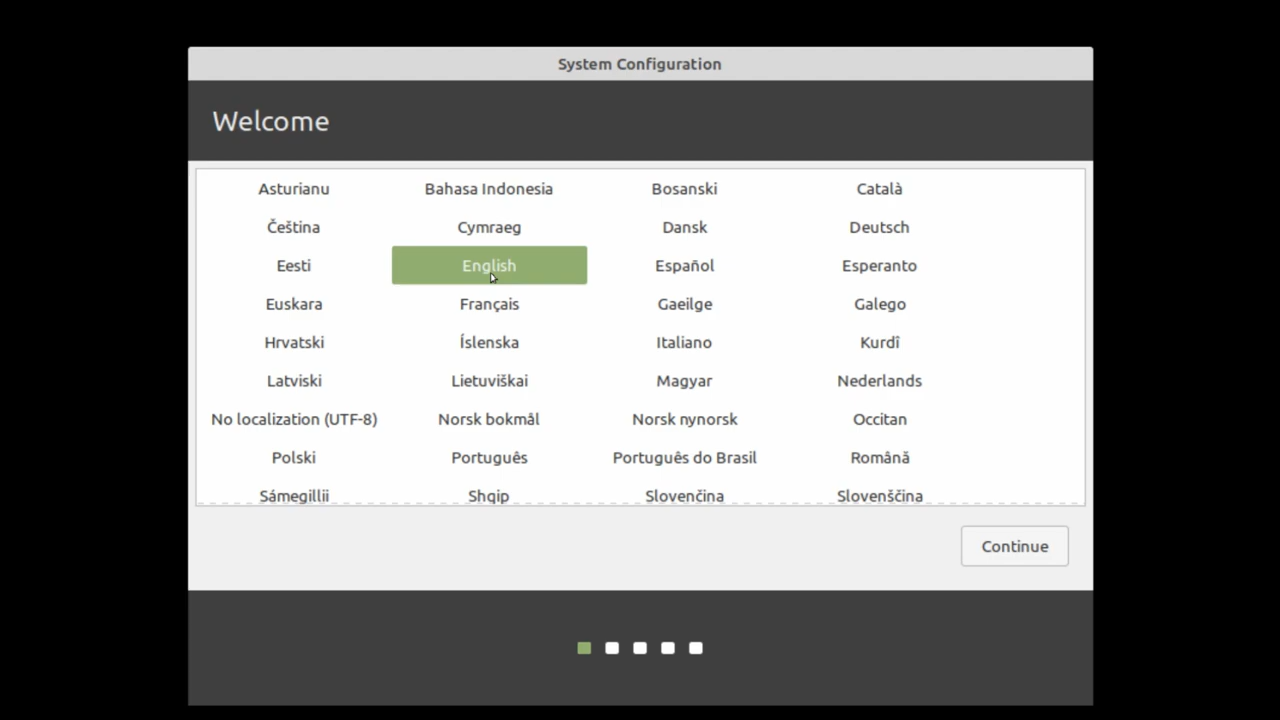 System Configuration
Welcome
Asturianu Bahasa Indonesia Bosanski Català
Čeština Cymraeg Dansk Deutsch
Eesti English Español Esperanto
Euskara Français Gaeilge Galego
Hrvatski Íslenska Italiano Kurdî
Latviski Lietuviškai Magyar Nederlands
No localization (UTF-8) Norsk bokmål Norsk nynorsk Occitan
Polski Português Português do Brasil Română
Sámegillii Shqip Slovenčina Slovenščina
Continue